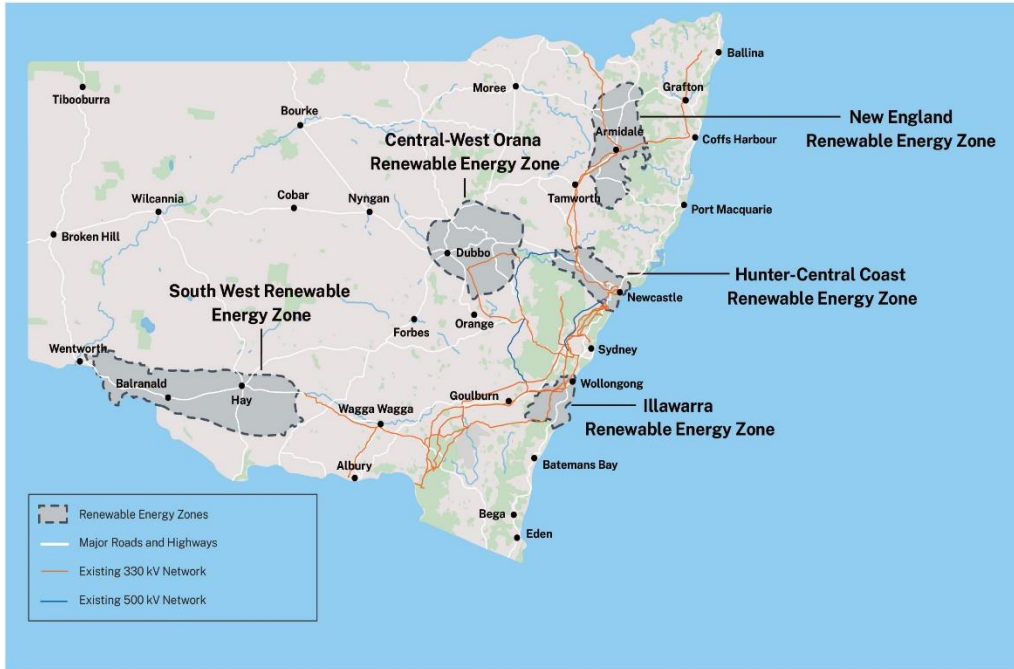 Ballina
Tibooburra
Moree
Grafton
Bourke
New England
Renewable Energy Zone
Armidale
Coffs Harbour
Central-West Orana
Renewable Energy Zone
Tamworth
Wilcannia
Cobar
Nyngan
Port Macquarie
Broken Hill
Dubbo
Hunter-Central Coast
Renewable Energy Zone
South West Renewable
Energy Zone
Newcastle
Forbes
Orange
Wentworth
Sydney
Balranald
Hay
Wollongong
Goulburn
Wagga Wagga
Illawarra
Renewable Energy Zone
Albury
Batemans Bay
Bega
Eden
Renewable Energy Zones
Major Roads and Highways
Existing 330 kV Network
Existing 500 kV Network